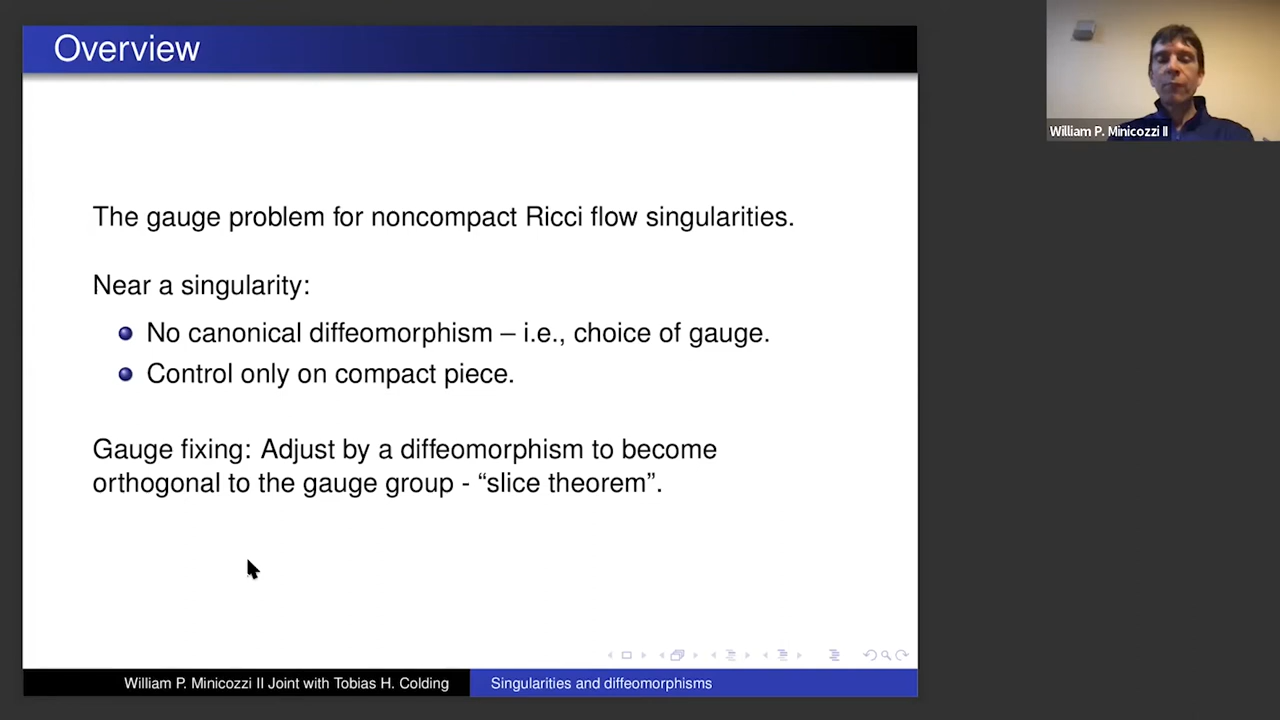 Overview
The gauge problem for noncompact Ricci flow singularities.
Near a singularity:
No canonical diffeomorphism – i.e., choice of gauge.
Control only on compact piece.
Gauge fixing: Adjust by a diffeomorphism to become
orthogonal to the gauge group - “slice theorem”.
William P. Minicozzi II Joint with Tobias H. Colding
Singularities and diffeomorphisms
William P. Minicozzi II